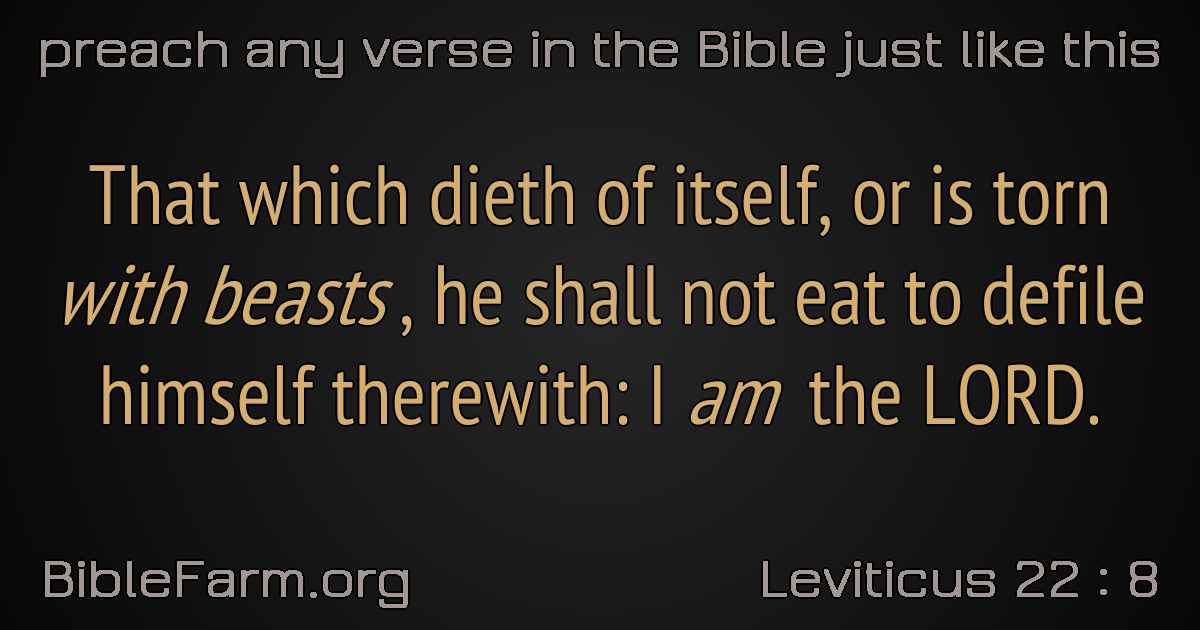 preach any verse in the Bible just like this
That which dieth of itself, or is torn
with beasts , he shall not eat to defile
himself therewith: I am the LORD.
BibleFarm.org
Leviticus 22 : 8